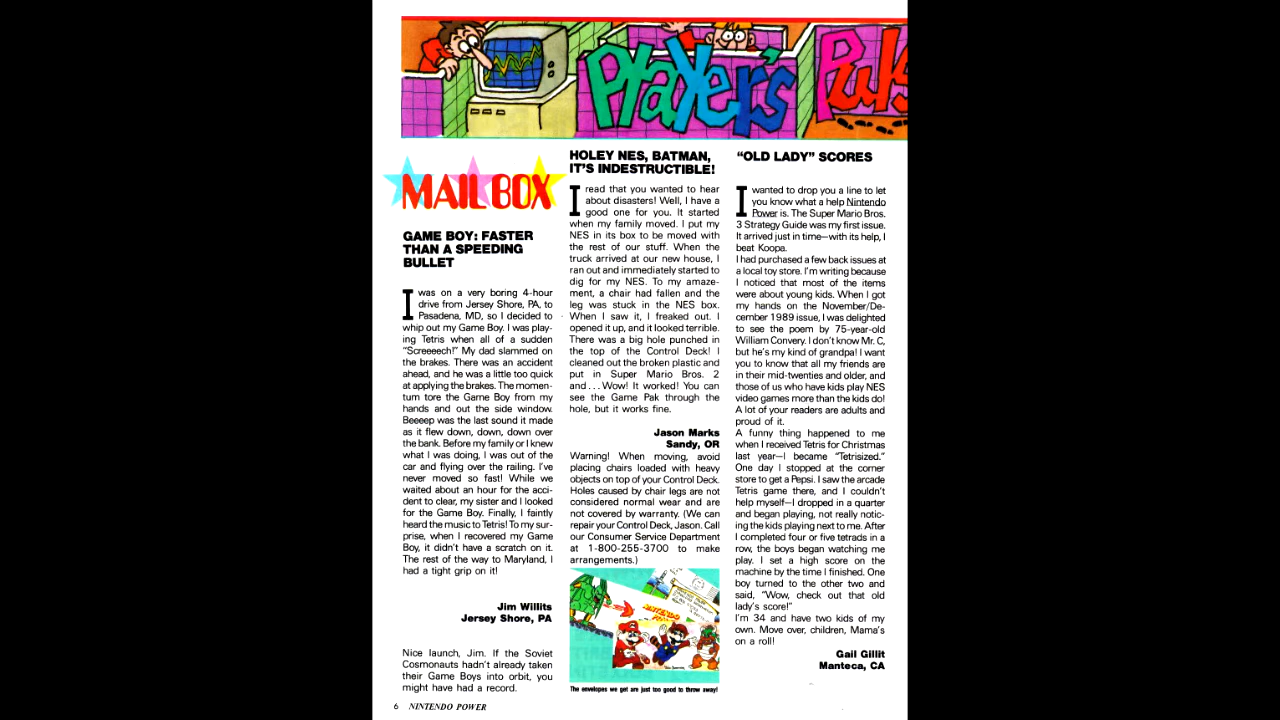 Player's Puls
MAIL BOX
GAME BOY: FASTER
THAN A SPEEDING
BULLET
I was on a very boring 4-hour
drive from Jersey Shore, PA, to
Pasadena, MD, so I decided to
whip out my Game Boy. I was play-
ing Tetris when all of a sudden
"Screeeech!" My dad slammed on
the brakes. There was an accident
ahead, and he was a little too quick
at applying the brakes. The momen-
tum tore the Game Boy from my
hands and out the side window.
Beeeep was the last sound it made
as it flew down, down, down over
the bank. Before my family or I knew
what I was doing, I was out of the
car and flying over the railing. I've
never moved so fast! While we
waited about an hour for the acci-
dent to clear, my sister and I looked
for the Game Boy. Finally, I faintly
heard the music to Tetris! To my sur-
prise, when I recovered my Game
Boy, it didn't have a scratch on it.
The rest of the way to Maryland, I
had a tight grip on it!
Jim Willits
Jersey Shore, PA
Nice launch, Jim. If the Soviet
Cosmonauts hadn't already taken
their Game Boys into orbit, you
might have had a record.
HOLEY NES, BATMAN,
IT'S INDESTRUCTIBLE!
I read that you wanted to hear
about disasters! Well, I have a
good one for you. It started
when my family moved. I put my
NES in its box to be moved with
the rest of our stuff. When the
truck arrived at our new house, I
ran out and immediately started to
dig for my NES. To my amaze-
ment, a chair had fallen and the
leg was stuck in the NES box.
When I saw it, I freaked out. I
opened it up, and it looked terrible.
There was a big hole punched in
the top of the Control Deck! I
cleaned out the broken plastic and
put in Super Mario Bros. 2
and...Wow! It worked! You can
see the Game Pak through the
hole, but it works fine.
Jason Marks
Sandy, OR
Warning! When moving, avoid
placing chairs loaded with heavy
objects on top of your Control Deck.
Holes caused by chair legs are not
considered normal wear and are
not covered by warranty. (We can
repair your Control Deck, Jason. Call
our Consumer Service Department
at 1-800-255-3700 to make
arrangements.)
The envelopes we get are just too good to throw away!
"OLD LADY" SCORES
I wanted to drop you a line to let
you know what a help Nintendo
Power is. The Super Mario Bros.
3 Strategy Guide was my first issue.
It arrived just in time—with its help, I
beat Koopa.
I had purchased a few back issues at
a local toy store. I'm writing because
I noticed that most of the items
were about young kids. When I got
my hands on the November/De-
cember 1989 issue, I was delighted
to see the poem by 75-year-old
William Convery. I don't know Mr. C,
but he's my kind of grandpa! I want
you to know that all my friends are
in their mid-twenties and older, and
those of us who have kids play NES
video games more than the kids do!
A lot of your readers are adults and
proud of it.
A funny thing happened to me
when I received Tetris for Christmas
last year—I became "Tetrisized."
One day I stopped at the corner
store to get a Pepsi. I saw the arcade
Tetris game there, and I couldn't
help myself—I dropped in a quarter
and began playing, not really notic-
ing the kids playing next to me. After
I completed four or five tetrads in a
row, the boys began watching me
play. I set a high score on the
machine by the time I finished. One
boy turned to the other two and
said, "Wow, check out that old
lady's score!"
I'm 34 and have two kids of my
own. Move over, children, Mama's
on a roll!
Gail Gillit
Manteca, CA
6 NINTENDO POWER